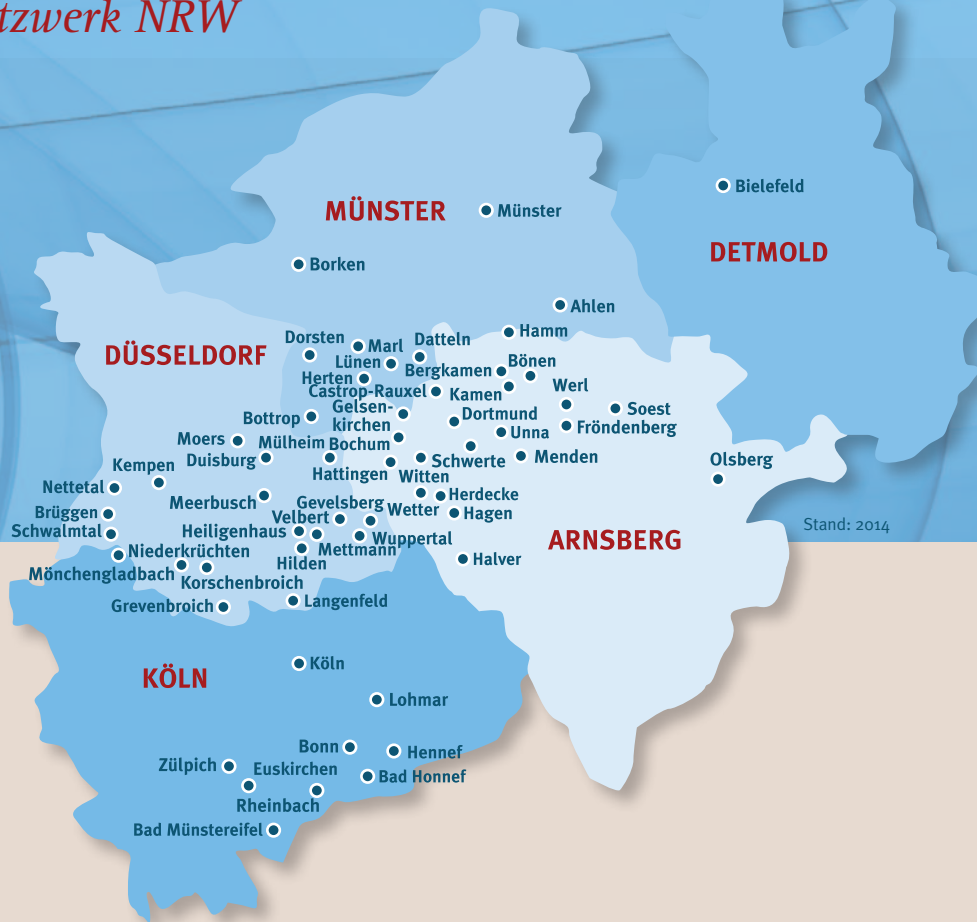 tzwerk NRW
Bielefeld
MÜNSTER
Münster
DETMOLD
Borken
Ahlen
Hamm
Dorsten
Marl
Datteln
DÜSSELDORF
Lünen
Bönen
Bergkamen
Herten
Castrop-Rauxel
Kamen
Werl
Gelsen-
kirchen
Soest
Dortmund
Bottrop
Fröndenberg
Unna
Moers
Mülheim
Bochum
Menden
Duisburg
Schwerte
Olsberg
Kempen
Hattingen
Witten
Nettetal
Herdecke
Meerbusch
Gevelsberg
Wetter
Brüggen
Hagen
Velbert
Stand: 2014
Schwalmtal
Heiligenhaus
Wuppertal
ARNSBERG
Niederkrüchten
Mettmann
Halver
Hilden
Mönchengladbach
Korschenbroich
Grevenbroich
Langenfeld
Köln
KÖLN
Lohmar
Bonn
Hennef
Zülpich
Euskirchen
Bad Honnef
Rheinbach
Bad Münstereifel